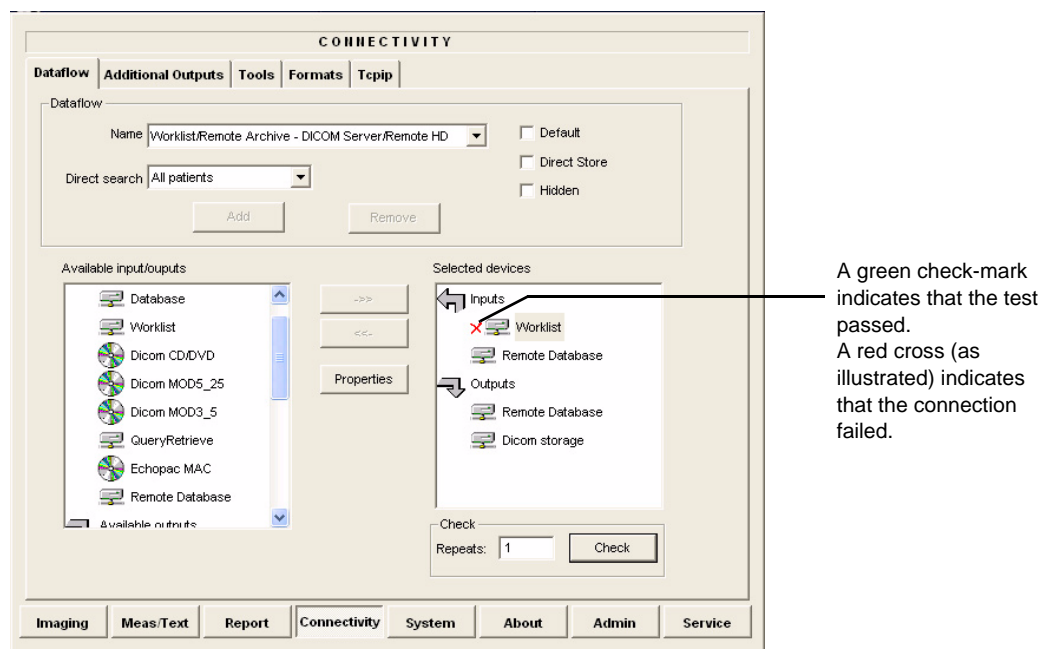 CONNECTIVITY
Dataflow Additional Outputs Tools Formats Tcpip
Dataflow
Name Worklist/Remote Archive - DICOM Server/Remote HD
Default
Direct Store
Direct search All patients
Hidden
Add Remove
Available input/ouputs
Database
Worklist
Dicom CD/DVD
Dicom MOD5_25
Dicom MOD3_5
QueryRetrieve
Echopac MAC
Remote Database
Available outputs
->>
<<-
Properties
Selected devices
Inputs
Worklist
Remote Database
Outputs
Remote Database
Dicom storage
Check
Repeats: 1 Check
Imaging Meas/Text Report Connectivity System About Admin Service
A green check-mark
indicates that the test
passed.
A red cross (as
illustrated) indicates
that the connection
failed.